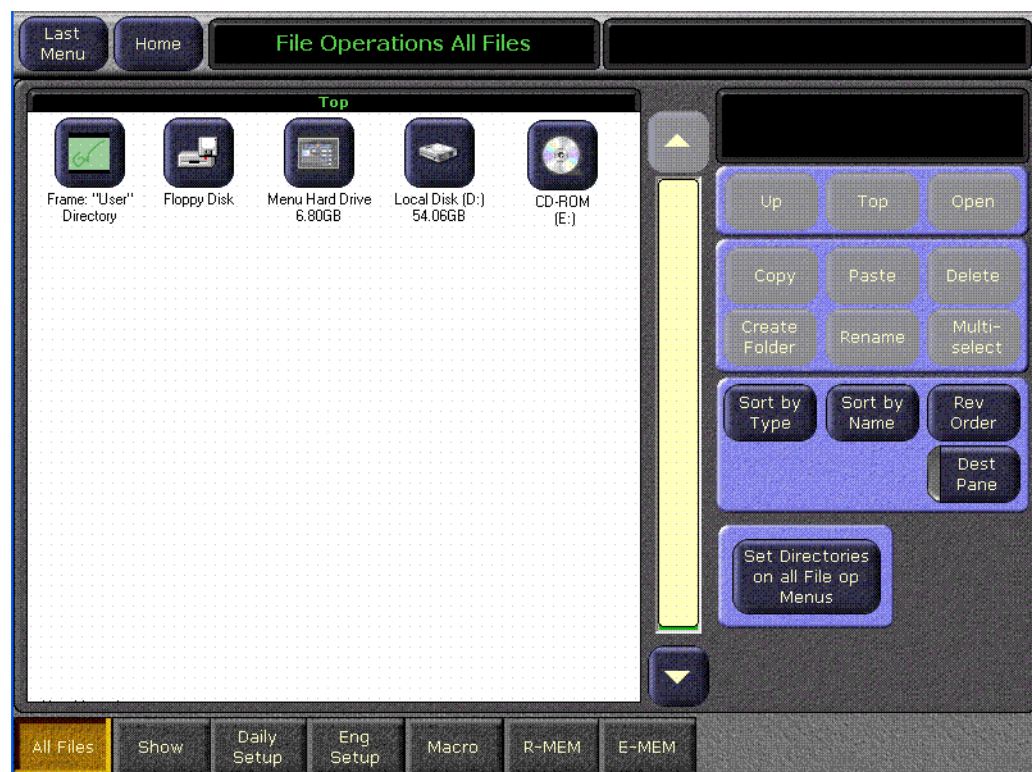 Last
Menu
Home
File Operations All Files
Top
Frame: "User"
Directory
Floppy Disk
Menu Hard Drive
6.80GB
Local Disk (D:)
54.06GB
CD-ROM
(E:)
Up
Top
Open
Copy
Paste
Delete
Create
Folder
Rename
Multi-
select
Sort by
Type
Sort by
Name
Rev
Order
Dest
Pane
Set Directories
on all File op
Menus
All Files
Show
Daily
Setup
Eng
Setup
Macro
R-MEM
E-MEM